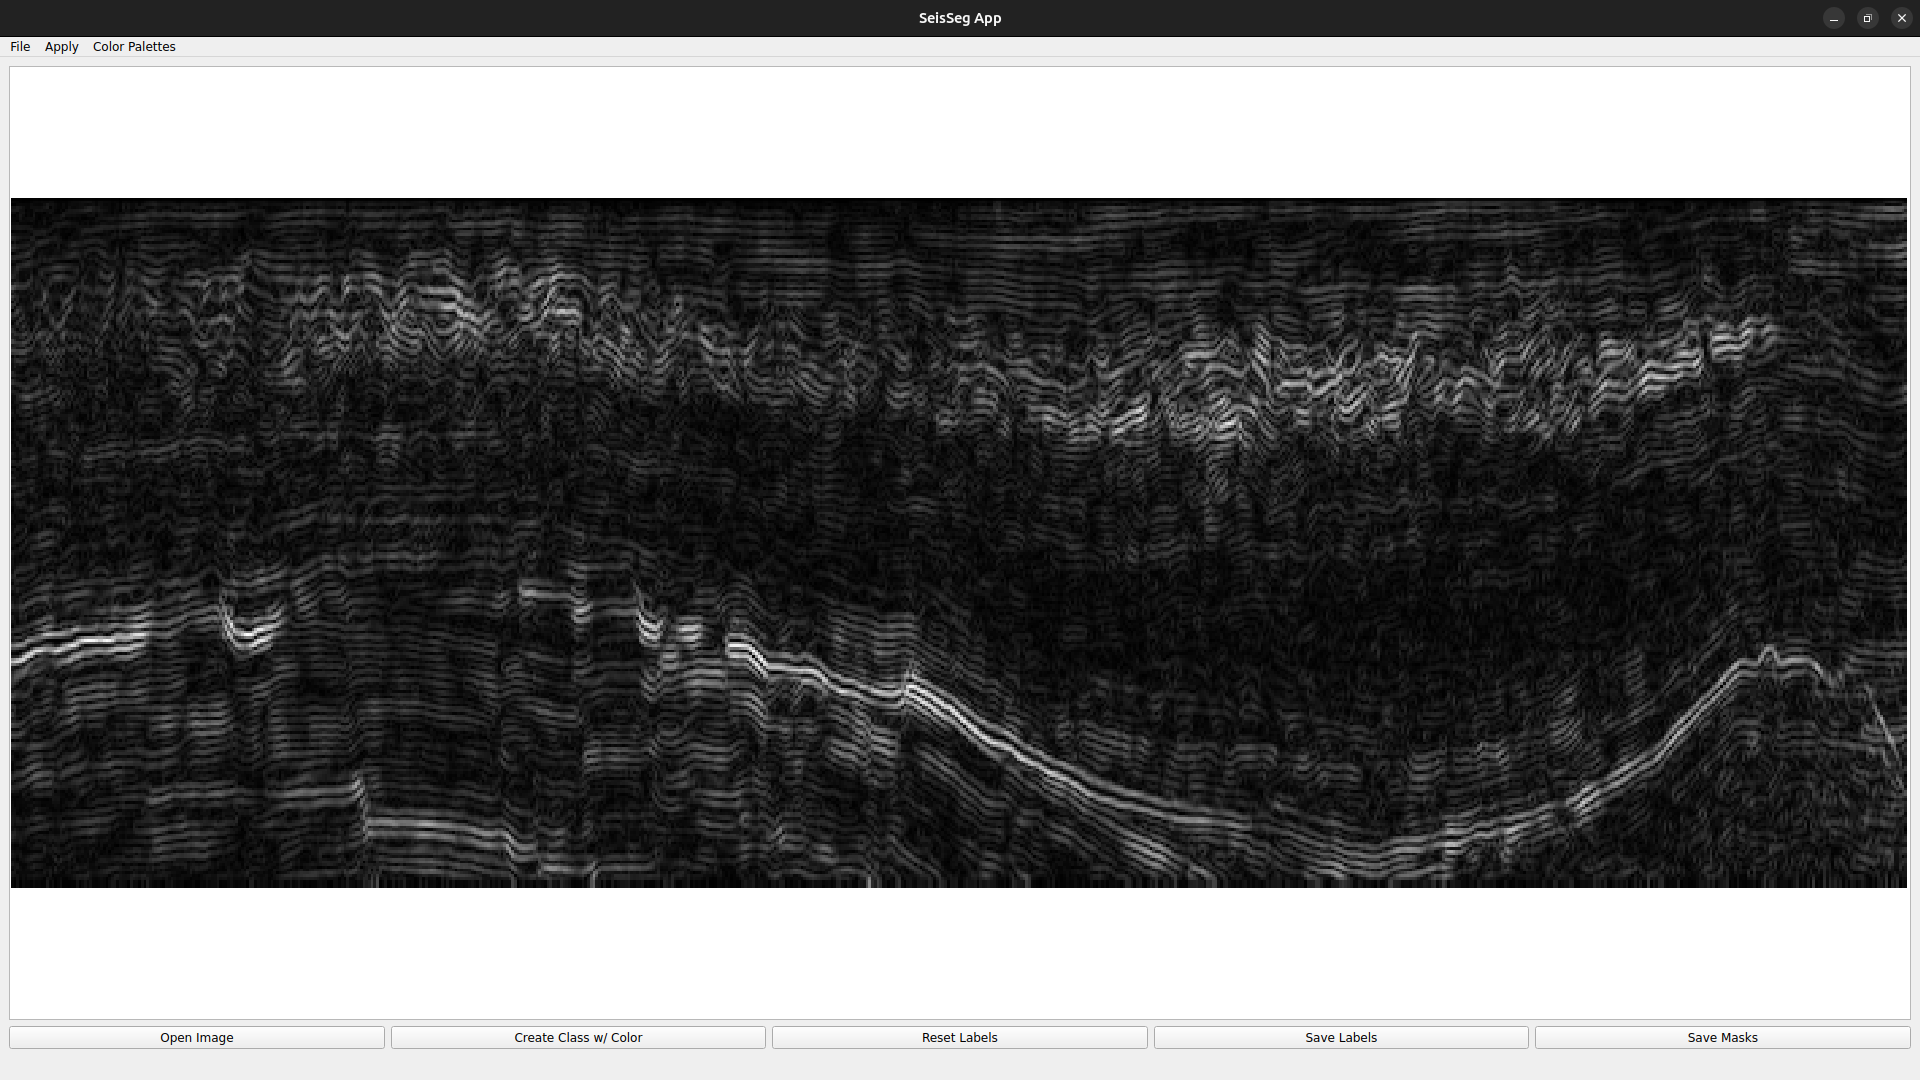 SeisSeg App
File Apply Color Palettes
Open Image Create Class w/ Color Reset Labels Save Labels Save Masks